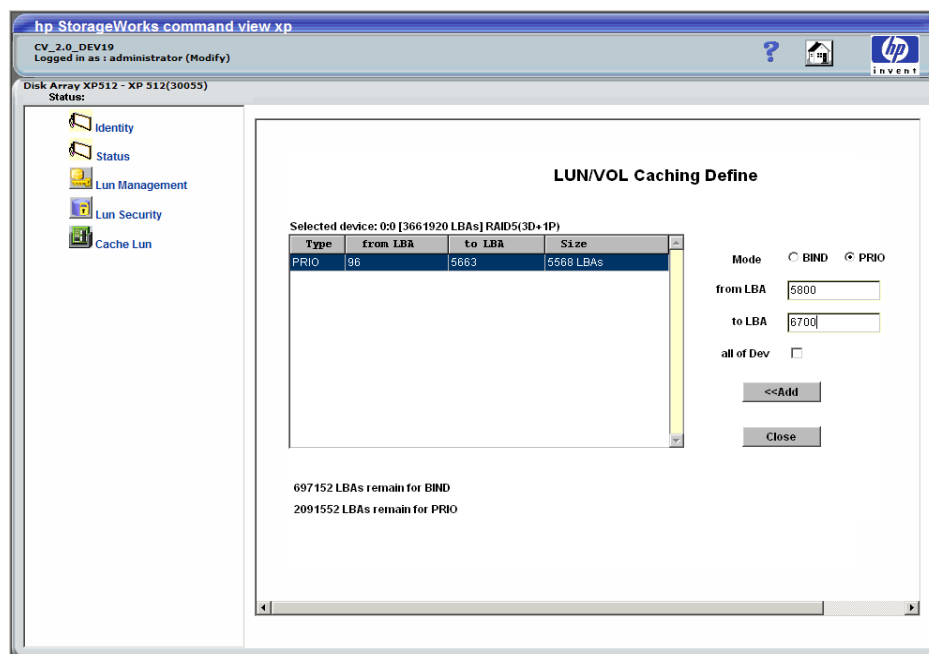 hp StorageWorks command view xp
CV_2.0_DEV19
Logged in as : administrator (Modify)
?
hp
invent
Disk Array XP512 - XP 512(30055)
Status:
Identity
Status
Lun Management
Lun Security
Cache Lun
LUN/VOL Caching Define
Selected device: 0:0 [3661920 LBAs] RAID5(3D+1P)
Type from LBA to LBA Size
PRIO 96 5663 5568 LBAs
Mode BIND PRIO
from LBA 5800
to LBA 6700
all of Dev
<<Add
Close
697152 LBAs remain for BIND
2091552 LBAs remain for PRIO